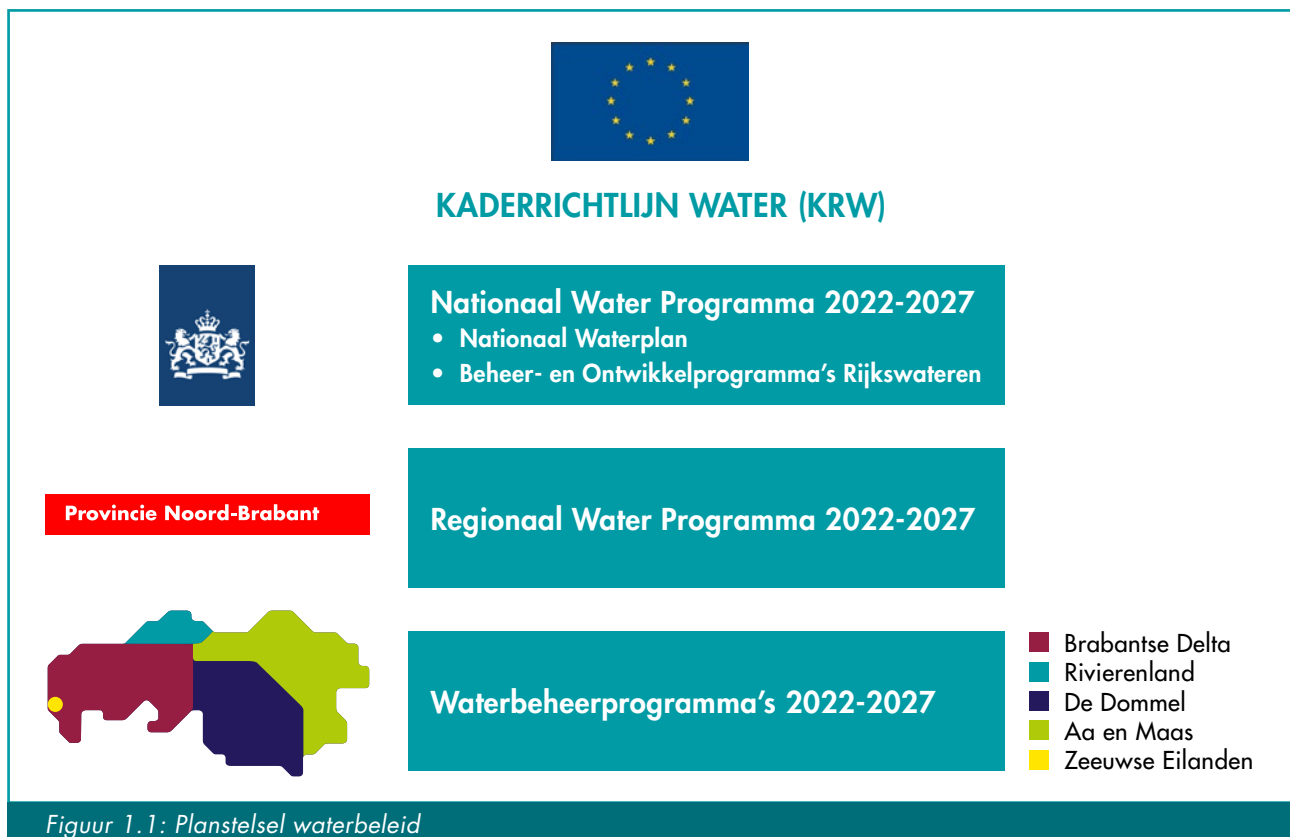 KADERRICHTLIJN WATER (KRW)
Nationaal Water Programma 2022-2027
• Nationaal Waterplan
• Beheer- en Ontwikkelprogramma's Rijkswateren
Provincie Noord-Brabant
Regionaal Water Programma 2022-2027
Waterbeheerprogramma's 2022-2027
Brabantse Delta
Rivierenland
De Dommel
Aa en Maas
Zeeuwse Eilanden
Figuur 1.1: Planstelsel waterbeleid